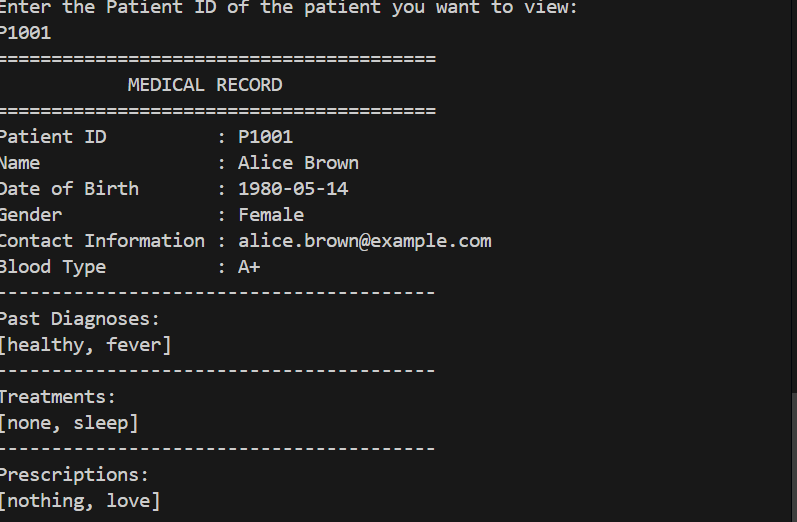 Enter the Patient ID of the patient you want to view:
P1001
========================================
            MEDICAL RECORD
========================================
Patient ID          : P1001
Name                : Alice Brown
Date of Birth       : 1980-05-14
Gender              : Female
Contact Information : alice.brown@example.com
Blood Type          : A+
----------------------------------------
Past Diagnoses:
[healthy, fever]
----------------------------------------
Treatments:
[none, sleep]
----------------------------------------
Prescriptions:
[nothing, love]